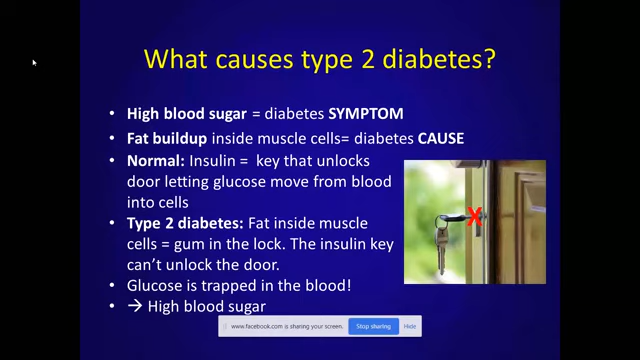 What causes type 2 diabetes?
• High blood sugar = diabetes SYMPTOM
• Fat buildup inside muscle cells= diabetes CAUSE
• Normal: Insulin = key that unlocks
door letting glucose move from blood
into cells
• Type 2 diabetes: Fat inside muscle
cells = gum in the lock. The insulin key
can't unlock the door.
• Glucose is trapped in the blood!
• → High blood sugar
X
www.facebook.com is sharing your screen. Stop sharing Hide